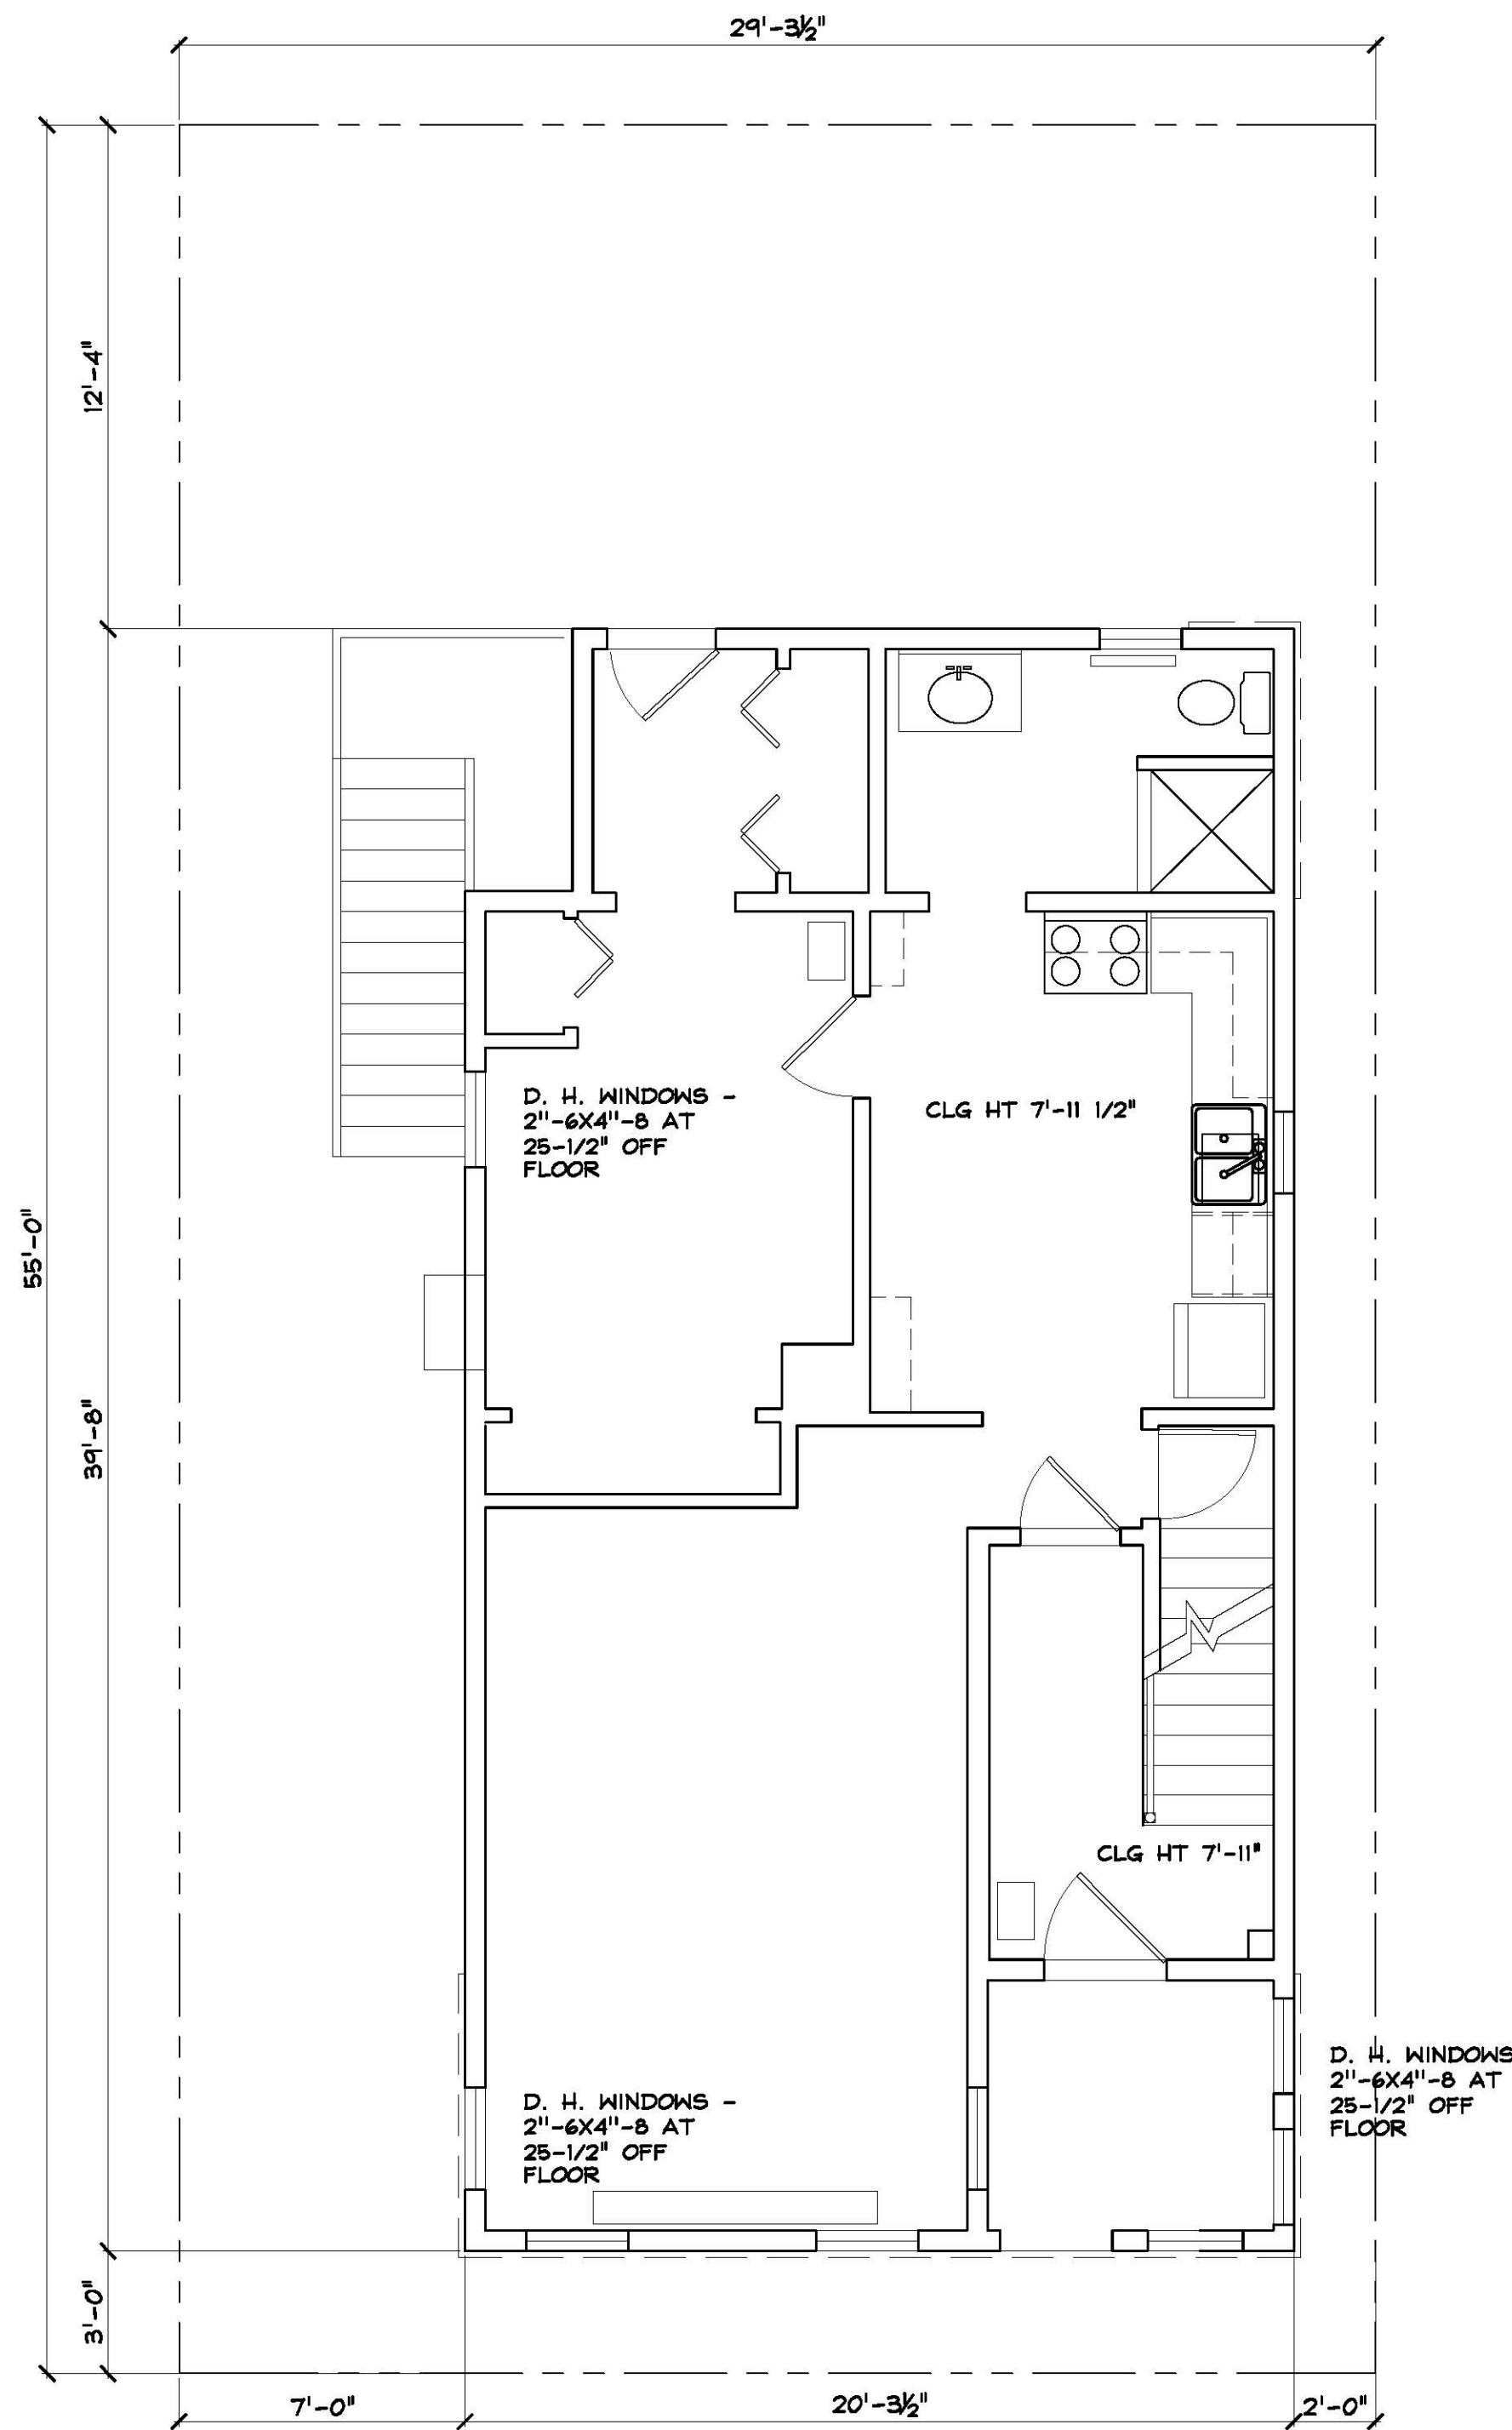 29'-3½"
12'-4"
D. H. WINDOWS -
2"-6X4"-8 AT
25-1/2" OFF
FLOOR
CLG HT 7'-11 1/2"
55'-0"
39'-8"
CLG HT 7'-11"
D. H. WINDOWS
2"-6X4"-8 AT
25-1/2" OFF
FLOOR
D. H. WINDOWS -
2"-6X4"-8 AT
25-1/2" OFF
FLOOR
3'-0"
7'-0"
20'-3½"
2'-0"